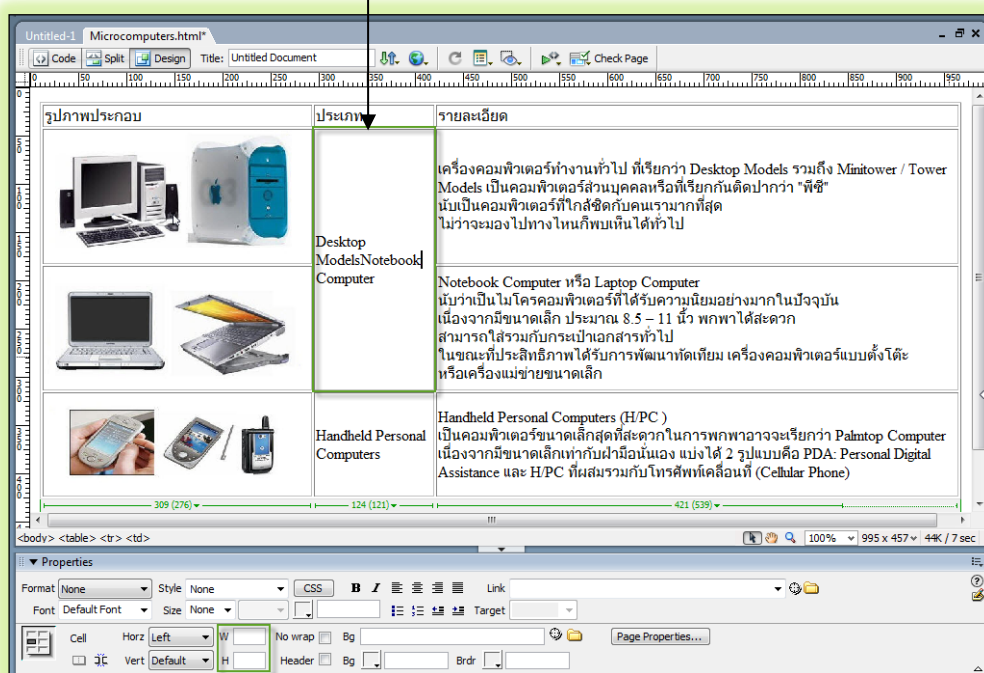 Untitled-1 Microcomputers.html*
Code Split Design Title: Untitled Document Check Page
0 50 100 150 200 250 300 350 400 450 500 550 600 650 700 750 800 850 900 950
รูปภาพประกอบ ประเภท รายละเอียด
เครื่องคอมพิวเตอร์ทำงานทั่วไป ที่เรียกว่า Desktop Models รวมถึง Minitower / Tower
Models เป็นคอมพิวเตอร์ส่วนบุคคลหรือที่เรียกกันติดปากว่า "พีซี"
นับเป็นคอมพิวเตอร์ที่ใกล้ชิดกับคนเรามากที่สุด
ไม่ว่าจะมองไปทางไหนก็พบเห็นได้ทั่วไป
Desktop
ModelsNotebook
Computer
Notebook Computer หรือ Laptop Computer
นับว่าเป็นไมโครคอมพิวเตอร์ที่ได้รับความนิยมอย่างมากในปัจจุบัน
เนื่องจากมีขนาดเล็ก ประมาณ 8.5 – 11 นิ้ว พกพาได้สะดวก
สามารถใส่รวมกับกระเป๋าเอกสารทั่วไป
ในขณะที่ประสิทธิภาพได้รับการพัฒนาทัดเทียม เครื่องคอมพิวเตอร์แบบตั้งโต๊ะ
หรือเครื่องแม่ข่ายขนาดเล็ก
Handheld Personal
Computers
Handheld Personal Computers (H/PC )
เป็นคอมพิวเตอร์ขนาดเล็กสุดที่สะดวกในการพกพาอาจจะเรียกว่า Palmtop Computer
เนื่องจากมีขนาดเล็กเท่ากับฝ่ามือนั่นเอง แบ่งได้ 2 รูปแบบคือ PDA: Personal Digital
Assistance และ H/PC ที่ผสมรวมกับโทรศัพท์เคลื่อนที่ (Cellular Phone)
309 (276) 124 (121) 421 (539)
<body> <table> <tr> <td> 100% 995 x 457 44K / 7 sec
Properties
Format None Style None CSS B I Link
Font Default Font Size None Target
Cell Horz Left W No wrap Bg Page Properties...
Vert Default H Header Bg Brdr